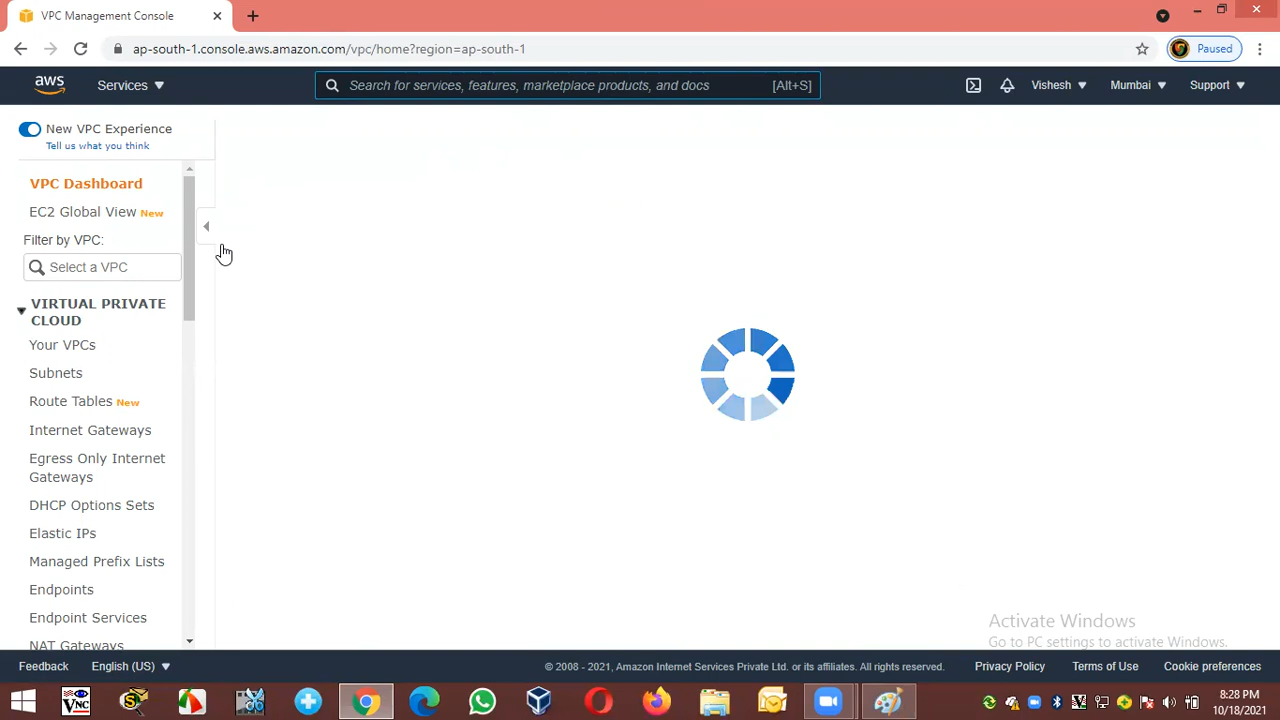 VPC Management Console
ap-south-1.console.aws.amazon.com/vpc/home?region=ap-south-1
Paused
aws
Services
Search for services, features, marketplace products, and docs [Alt+S]
Vishesh
Mumbai
Support
New VPC Experience
Tell us what you think
VPC Dashboard
EC2 Global View New
Filter by VPC:
Select a VPC
VIRTUAL PRIVATE
CLOUD
Your VPCs
Subnets
Route Tables New
Internet Gateways
Egress Only Internet
Gateways
DHCP Options Sets
Elastic IPs
Managed Prefix Lists
Endpoints
Endpoint Services
NAT Gateways
Activate Windows
Go to PC settings to activate Windows.
Feedback
English (US)
© 2008 - 2021, Amazon Internet Services Private Ltd. or its affiliates. All rights reserved.
Privacy Policy
Terms of Use
Cookie preferences
8:28 PM
10/18/2021